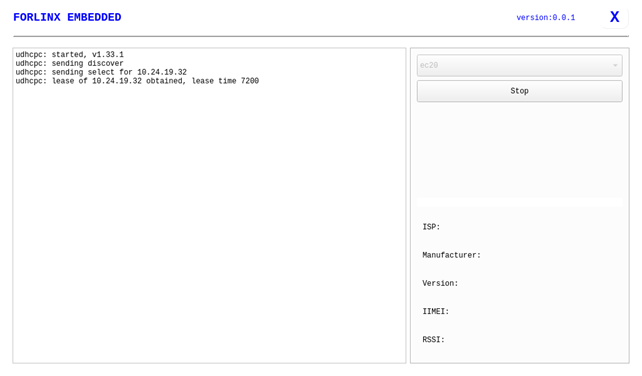 FORLINX EMBEDDED
version:0.0.1
X
udhcpc: started, v1.33.1
udhcpc: sending discover
udhcpc: sending select for 10.24.19.32
udhcpc: lease of 10.24.19.32 obtained, lease time 7200
ec20
Stop
ISP:
Manufacturer:
Version:
IIMEI:
RSSI: